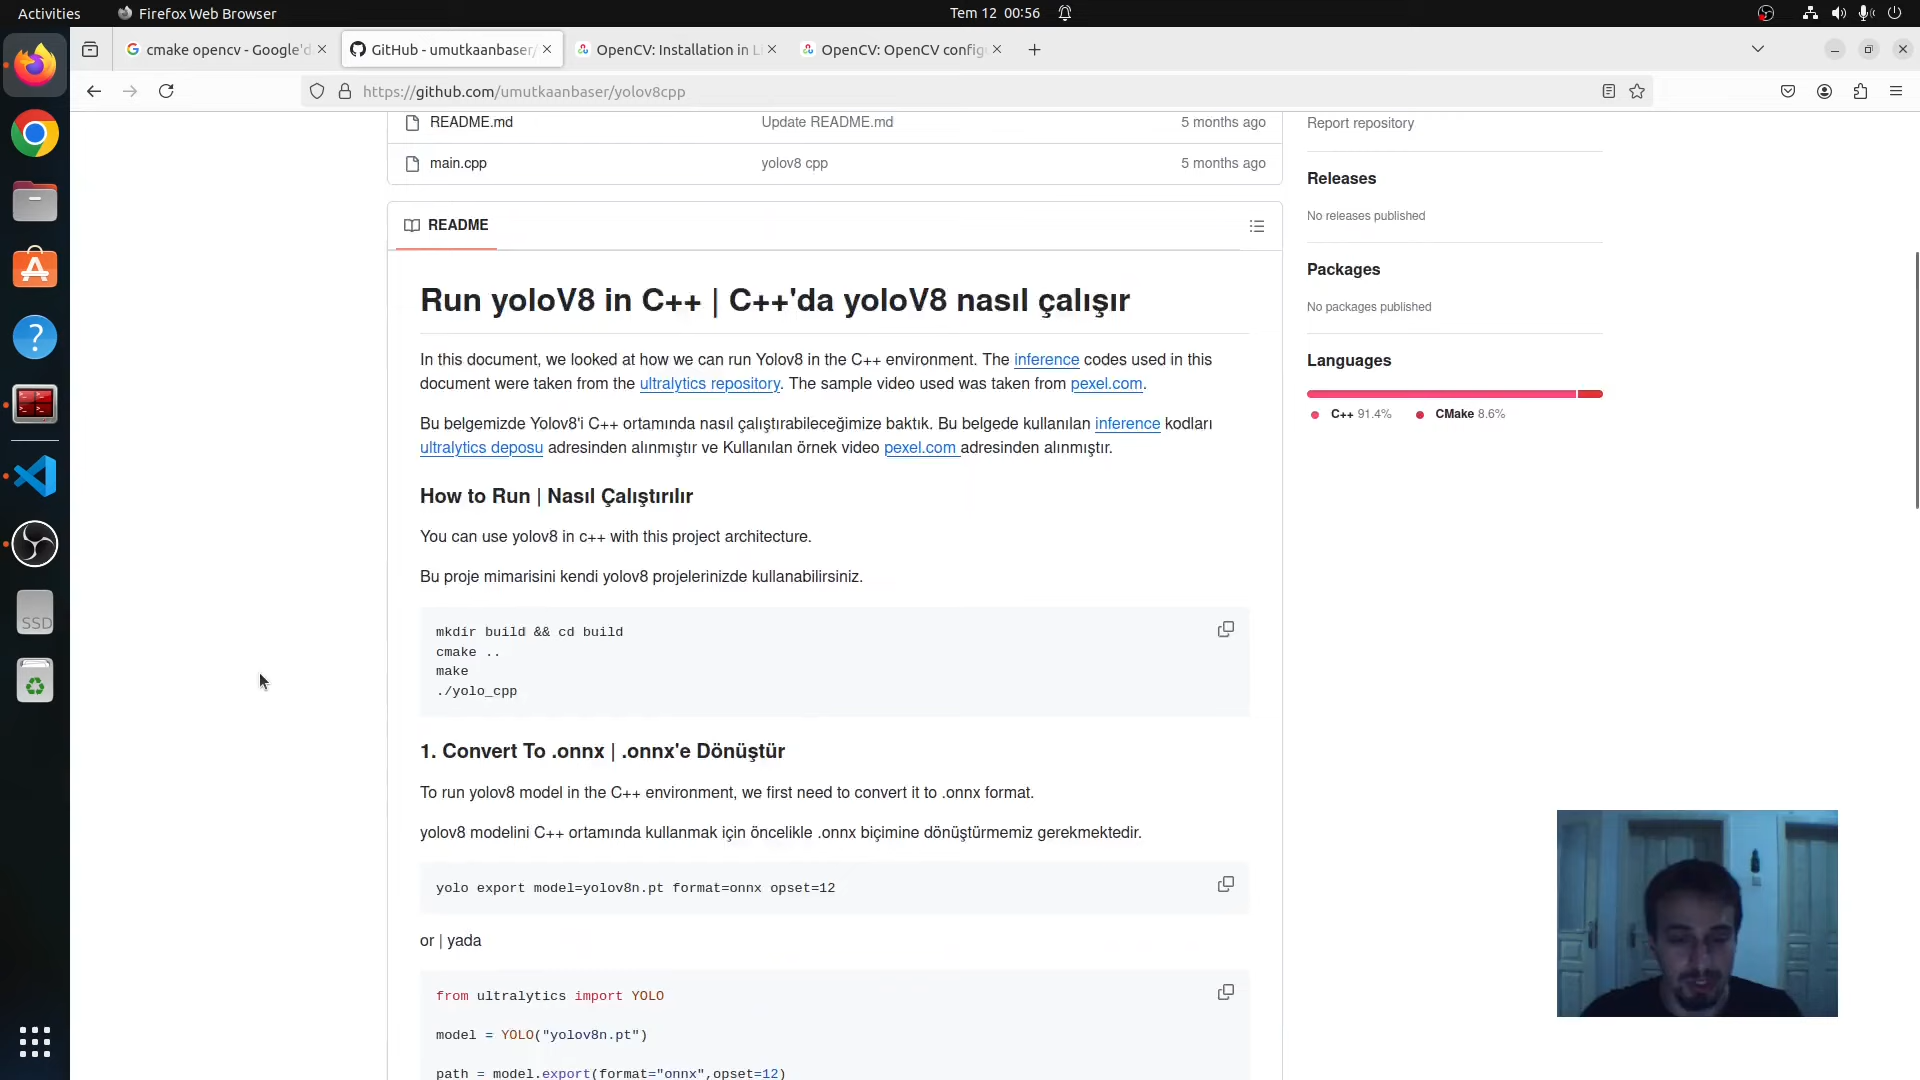 Activities
Firefox Web Browser
Tem 12 00:56
cmake opencv - Google'd
GitHub - umutkaanbaser/
OpenCV: Installation in Li
OpenCV: OpenCV config
https://github.com/umutkaanbaser/yolov8cpp
README.md
Update README.md
5 months ago
Report repository
main.cpp
yolov8 cpp
5 months ago
Releases
No releases published
README
Packages
No packages published
Run yoloV8 in C++ | C++'da yoloV8 nasıl çalışır
Languages
C++ 91.4%
CMake 8.6%
In this document, we looked at how we can run Yolov8 in the C++ environment. The inference codes used in this
document were taken from the ultralytics repository. The sample video used was taken from pexel.com.
Bu belgemizde Yolov8'i C++ ortamında nasıl çalıştırabileceğimize baktık. Bu belgede kullanılan inference kodları
ultralytics deposu adresinden alınmıştır ve Kullanılan örnek video pexel.com adresinden alınmıştır.
How to Run | Nasıl Çalıştırılır
You can use yolov8 in c++ with this project architecture.
Bu proje mimarisini kendi yolov8 projelerinizde kullanabilirsiniz.
mkdir build && cd build
cmake ..
make
./yolo_cpp
1. Convert To .onnx | .onnx'e Dönüştür
To run yolov8 model in the C++ environment, we first need to convert it to .onnx format.
yolov8 modelini C++ ortamında kullanmak için öncelikle .onnx biçimine dönüştürmemiz gerekmektedir.
yolo export model=yolov8n.pt format=onnx opset=12
or | yada
from ultralytics import YOLO
model = YOLO("yolov8n.pt")
path = model.export(format="onnx",opset=12)
SSD